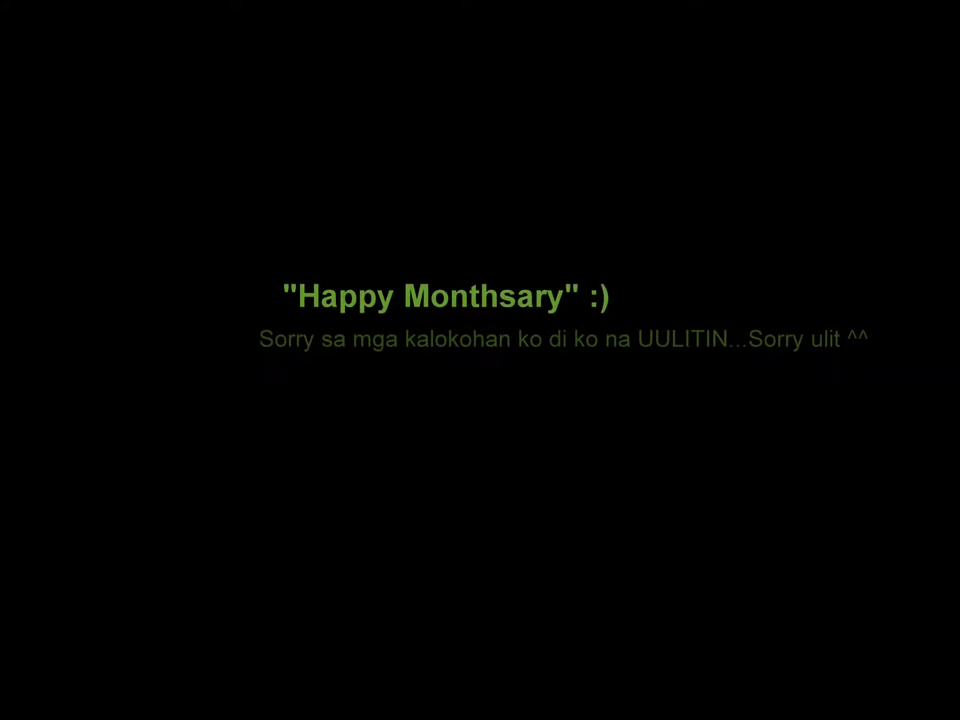 "Happy Monthsary" :)
Sorry sa mga kalokohan ko di ko na UULITIN...Sorry ulit ^^